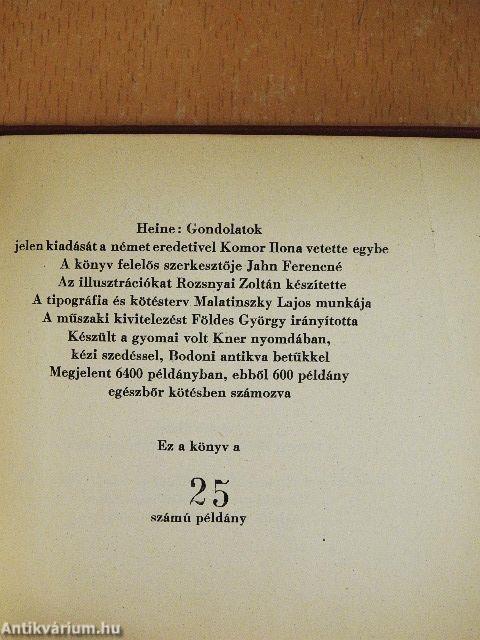 Heine: Gondolatok
jelen kiadását a német eredetivel Komor Ilona vetette egybe
A könyv felelős szerkesztője Jahn Ferencné
Az illusztrációkat Rozsnyai Zoltán készítette
A tipográfia és kötésterv Malatinszky Lajos munkája
A műszaki kivitelezést Földes György irányította
Készült a gyomai volt Kner nyomdában,
kézi szedéssel, Bodoni antikva betűkkel
Megjelent 6400 példányban, ebből 600 példány
egészbőr kötésben számozva
Ez a könyv a
25
számú példány
Antikvárium.hu